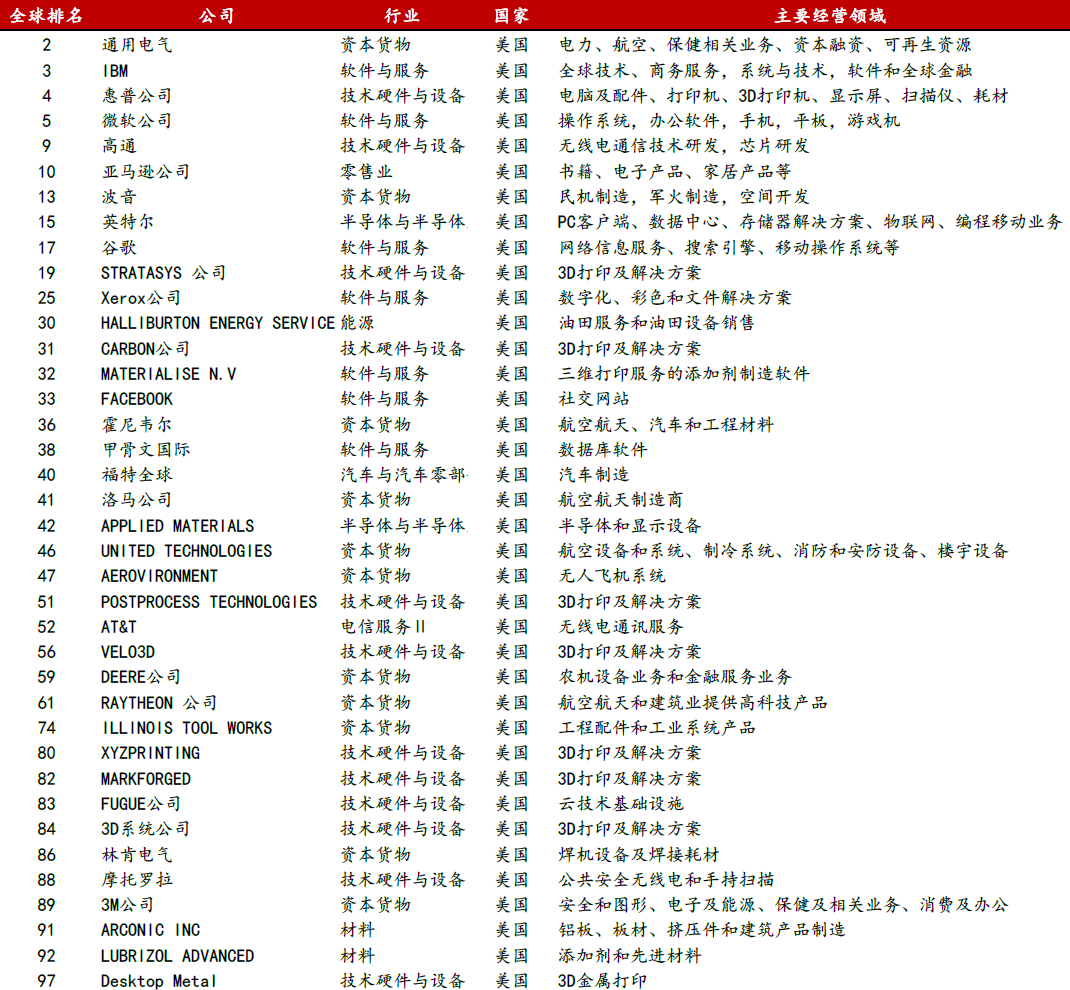 全球排名 公司 行业 国家 主要经营领域
2 通用电气 资本货物 美国 电力、航空、保健相关业务、资本融资、可再生资源
3 IBM 软件与服务 美国 全球技术、商务服务，系统与技术，软件和全球金融
4 惠普公司 技术硬件与设备 美国 电脑及配件、打印机、3D打印机、显示屏、扫描仪、耗材
5 微软公司 软件与服务 美国 操作系统，办公软件，手机，平板，游戏机
9 高通 技术硬件与设备 美国 无线电通信技术研发，芯片研发
10 亚马逊公司 零售业 美国 书籍、电子产品、家居产品等
13 波音 资本货物 美国 民机制造，军火制造，空间开发
15 英特尔 半导体与半导体 美国 PC客户端、数据中心、存储器解决方案、物联网、编程移动业务
17 谷歌 软件与服务 美国 网络信息服务、搜索引擎、移动操作系统等
19 STRATASYS 公司 技术硬件与设备 美国 3D打印及解决方案
25 Xerox公司 软件与服务 美国 数字化、彩色和文件解决方案
30 HALLIBURTON ENERGY SERVICE 能源 美国 油田服务和油田设备销售
31 CARBON公司 技术硬件与设备 美国 3D打印及解决方案
32 MATERIALISE N.V 软件与服务 美国 三维打印服务的添加剂制造软件
33 FACEBOOK 软件与服务 美国 社交网站
36 霍尼韦尔 资本货物 美国 航空航天、汽车和工程材料
38 甲骨文国际 软件与服务 美国 数据库软件
40 福特全球 汽车与汽车零部 美国 汽车制造
41 洛马公司 资本货物 美国 航空航天制造商
42 APPLIED MATERIALS 半导体与半导体 美国 半导体和显示设备
46 UNITED TECHNOLOGIES 资本货物 美国 航空设备和系统、制冷系统、消防和安防设备、楼宇设备
47 AEROVIRONMENT 资本货物 美国 无人飞机系统
51 POSTPROCESS TECHNOLOGIES 技术硬件与设备 美国 3D打印及解决方案
52 AT&T 电信服务Ⅱ 美国 无线电通讯服务
56 VELO3D 技术硬件与设备 美国 3D打印及解决方案
59 DEERE公司 资本货物 美国 农机设备业务和金融服务业务
61 RAYTHEON 公司 资本货物 美国 航空航天和建筑业提供高科技产品
74 ILLINOIS TOOL WORKS 资本货物 美国 工程配件和工业系统产品
80 XYZPRINTING 技术硬件与设备 美国 3D打印及解决方案
82 MARKFORGED 技术硬件与设备 美国 3D打印及解决方案
83 FUGUE公司 技术硬件与设备 美国 云技术基础设施
84 3D系统公司 技术硬件与设备 美国 3D打印及解决方案
86 林肯电气 资本货物 美国 焊机设备及焊接耗材
88 摩托罗拉 技术硬件与设备 美国 公共安全无线电和手持扫描
89 3M公司 资本货物 美国 安全和图形、电子及能源、保健及相关业务、消费及办公
91 ARCONIC INC 材料 美国 铝板、板材、挤压件和建筑产品制造
92 LUBRIZOL ADVANCED 材料 美国 添加剂和先进材料
97 Desktop Metal 技术硬件与设备 美国 3D金属打印